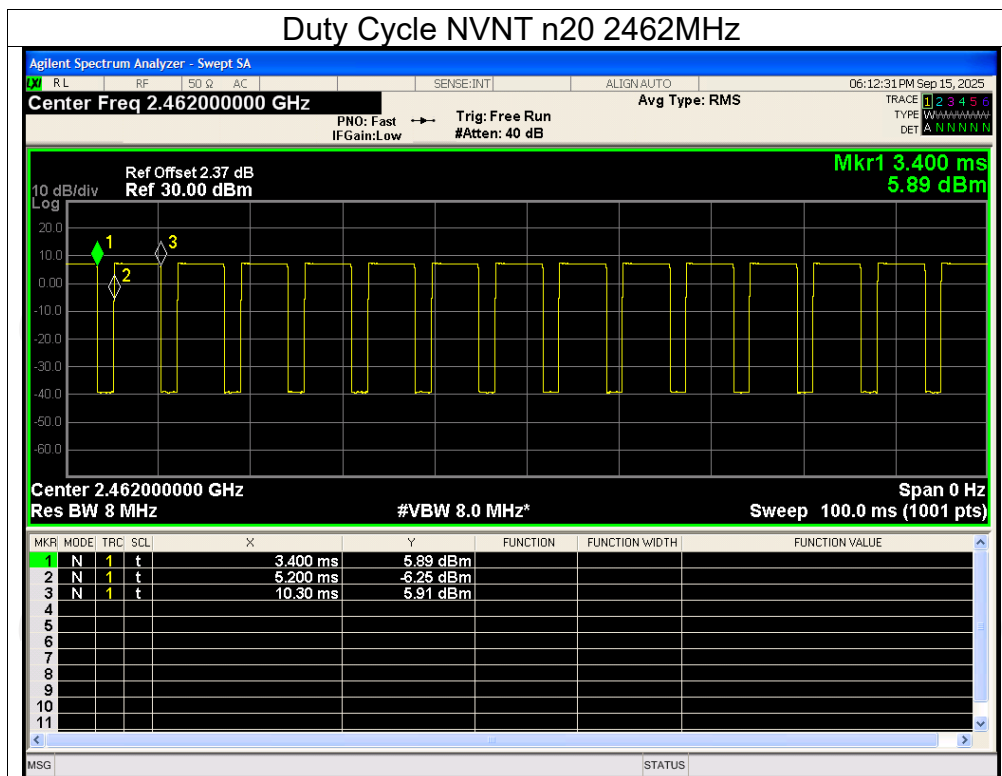 Duty Cycle NVNT n20 2462MHz
Agilent Spectrum Analyzer - Swept SA
LXI RL RF 50 Ω AC SENSE:INT ALIGN AUTO 06:12:31 PM Sep 15, 2025
Center Freq 2.462000000 GHz Avg Type: RMS TRACE 1 2 3 4 5 6
PNO: Fast Trig: Free Run TYPE WWWWWW
IFGain:Low #Atten: 40 dB DET A N N N N N
Mkr1 3.400 ms
Ref Offset 2.37 dB
10 dB/div Ref 30.00 dBm 5.89 dBm
Log
20.0
1 3
10.0
2
0.00
-10.0
-20.0
-30.0
-40.0
-50.0
-60.0
Center 2.462000000 GHz Span 0 Hz
Res BW 8 MHz #VBW 8.0 MHz* Sweep 100.0 ms (1001 pts)
MKR MODE TRC SCL X Y FUNCTION FUNCTION WIDTH FUNCTION VALUE
1 N 1 t 3.400 ms 5.89 dBm
2 N 1 t 5.200 ms -6.25 dBm
3 N 1 t 10.30 ms 5.91 dBm
4
5
6
7
8
9
10
11
MSG STATUS